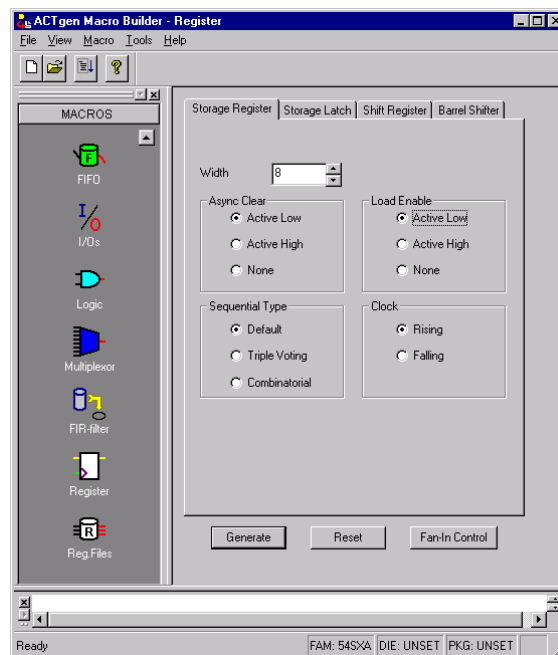 ACTgen Macro Builder - Register
File View Macro Tools Help
MACROS
FIFO
I/Os
Logic
Multiplexor
FIR-filter
Register
Reg.Files
Storage Register Storage Latch Shift Register Barrel Shifter
Width 8
Async Clear
Active Low
Active High
None
Load Enable
Active Low
Active High
None
Sequential Type
Default
Triple Voting
Combinatorial
Clock
Rising
Falling
Generate Reset Fan-In Control
Ready FAM: 54SXA DIE: UNSET PKG: UNSET